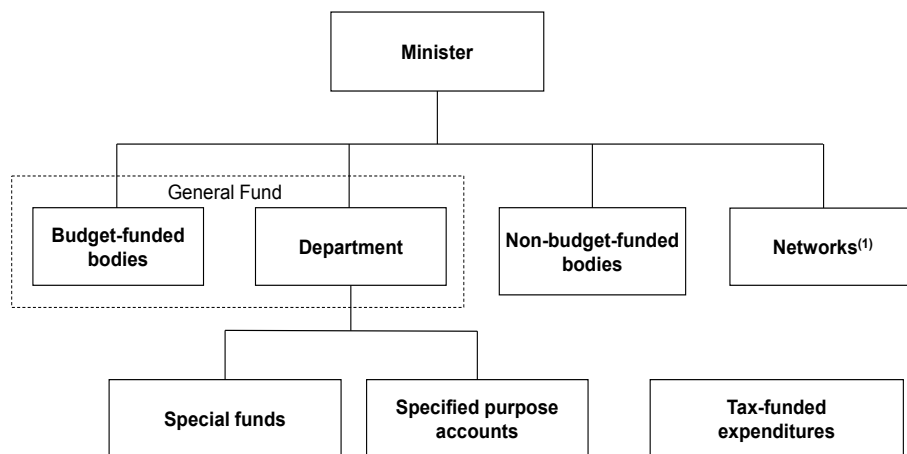 Minister
General Fund
Budget-funded
bodies
Department
Non-budget-funded
bodies
Networks(1)
Special funds
Specified purpose
accounts
Tax-funded
expenditures